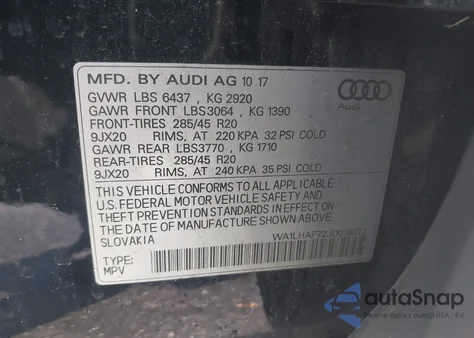 MFD. BY AUDI AG 10 17
GVWR LBS 6437 , KG 2920
GAWR FRONT LBS3064 , KG 1390
FRONT-TIRES 285/45 R20
9JX20 RIMS, AT 220 KPA 32 PSI COLD
GAWR REAR LBS3770 , KG 1710
REAR-TIRES 285/45 R20
9JX20 RIMS, AT 240 KPA 35 PSI COLD
THIS VEHICLE CONFORMS TO ALL APPLICABLE
U.S. FEDERAL MOTOR VEHICLE SAFETY AND
THEFT PREVENTION STANDARDS IN EFFECT ON
THE DATE OF MANUFACTURE SHOWN ABOVE.
SLOVAKIA
TYPE:
MPV
Audi
autoSnap